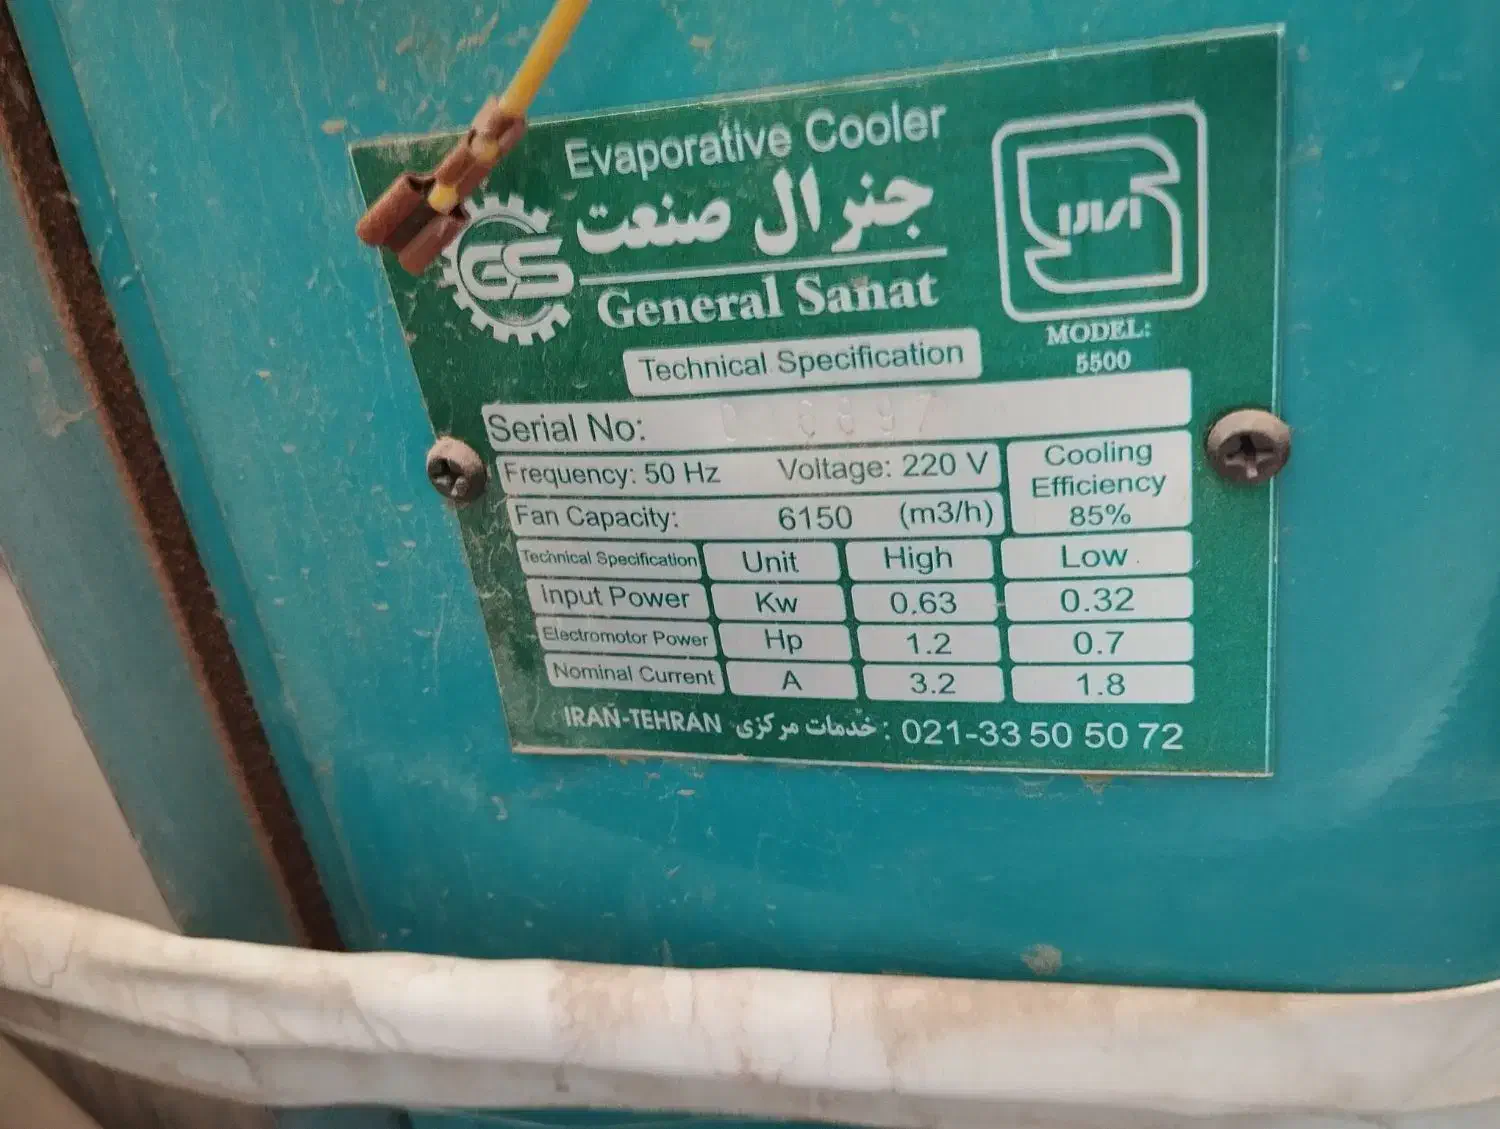 Evaporative Cooler
جنرال صنعت
GS
General Sanat
MODEL:
5500
Technical Specification
Serial No:
Frequency: 50 Hz Voltage: 220 V
Cooling
Efficiency
85%
Fan Capacity: 6150 (m3/h)
Technical Specification Unit High Low
Input Power Kw 0.63 0.32
Electromotor Power Hp 1.2 0.7
Nominal Current A 3.2 1.8
IRAN-TEHRAN خدمات مرکزی : 021-33 50 50 72